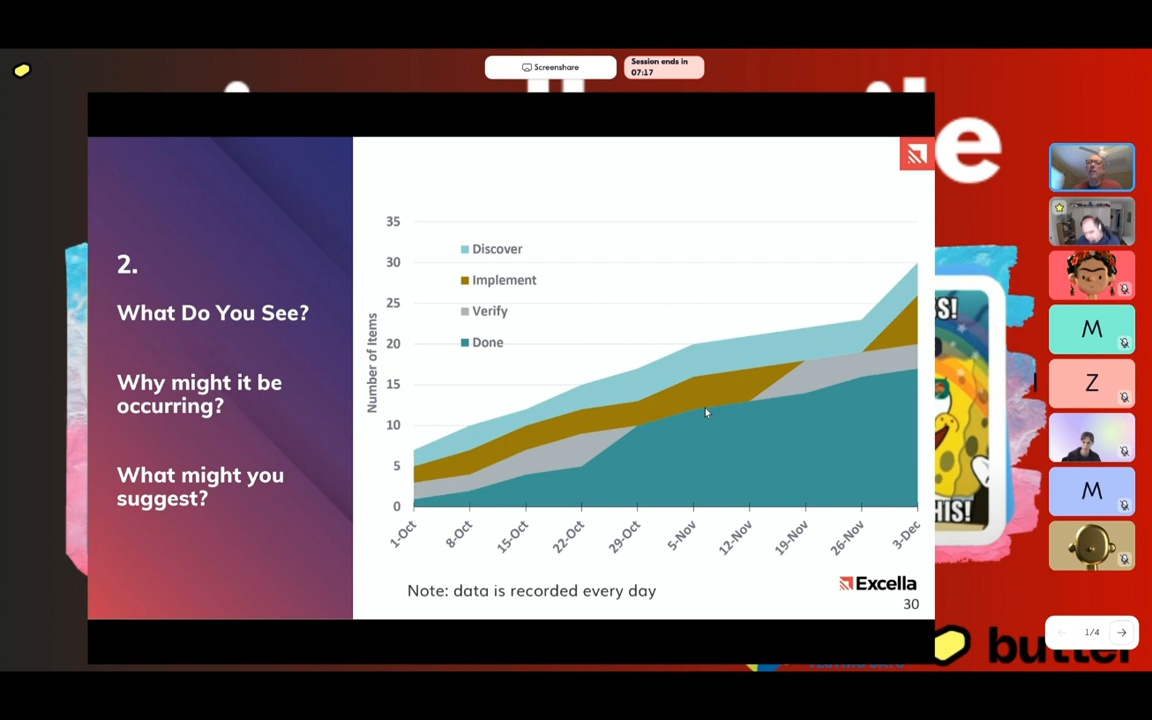 Screenshare
Session ends in
07:17
e
2.
What Do You See?
Why might it be
occurring?
What might you
suggest?
35
30
25
20
15
10
5
0
Number of Items
Discover
Implement
Verify
Done
1-Oct
8-Oct
15-Oct
22-Oct
29-Oct
5-Nov
12-Nov
19-Nov
26-Nov
3-Dec
Note: data is recorded every day
Excella
30
S!
HIS!
M
Z
M
1/4